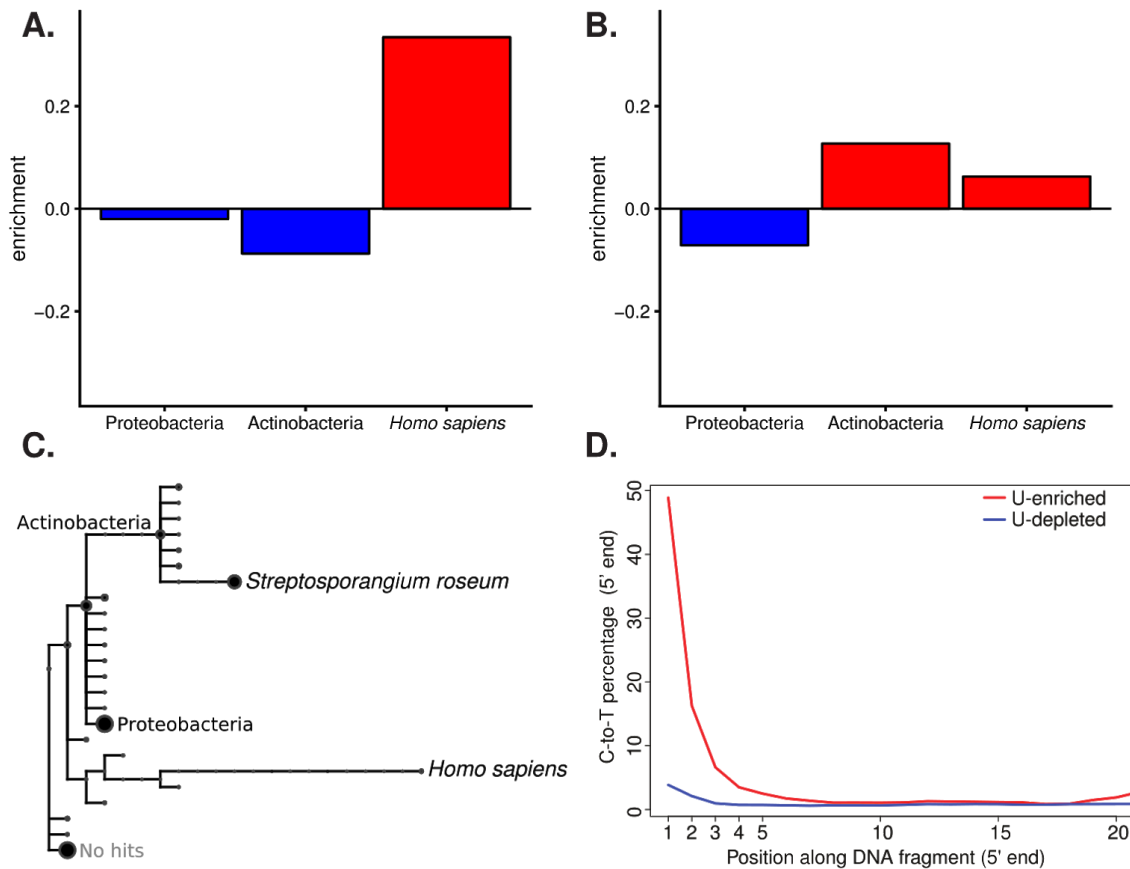 A.
enrichment
0.2
0.0
−0.2
Proteobacteria Actinobacteria Homo sapiens
B.
enrichment
0.2
0.0
−0.2
Proteobacteria Actinobacteria Homo sapiens
C.
Actinobacteria
Streptosporangium roseum
Proteobacteria
Homo sapiens
No hits
D.
U-enriched
U-depleted
C-to-T percentage (5' end)
50
40
30
20
10
0
1 2 3 4 5 10 15 20
Position along DNA fragment (5' end)